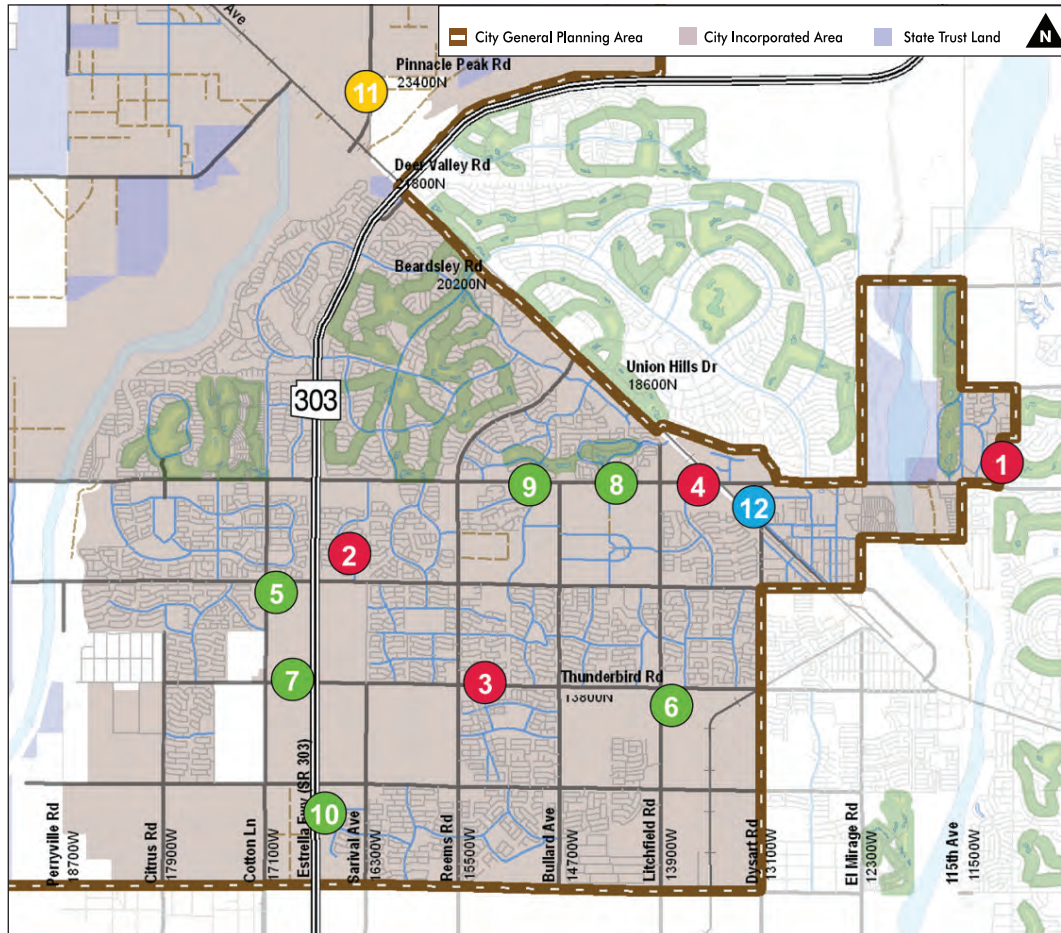 Ave
City General Planning Area
City Incorporated Area
State Trust Land
N
Pinnacle Peak Rd
23400N
11
Deer Valley Rd
21800N
Beardsley Rd
20200N
Union Hills Dr
18600N
303
1
9
8
4
12
2
5
7
3
Thunderbird Rd
13800N
6
10
Perryville Rd
18700W
Citrus Rd
17900W
Cotton Ln
17100W
Estrella Fwy (SR 303)
Sarival Ave
16300W
Reems Rd
15500W
Bullard Ave
14700W
Litchfield Rd
13900W
Dysart Rd
13100W
El Mirage Rd
12300W
115th Ave
11500W